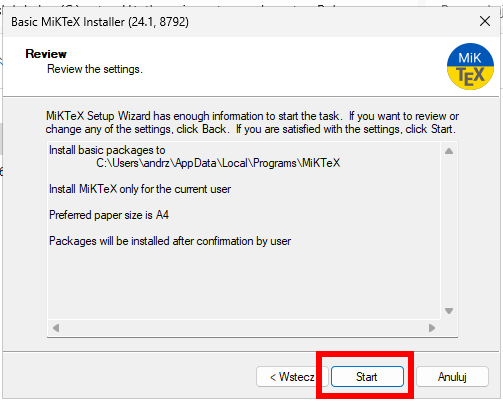 Basic MiKTeX Installer (24.1, 8792)
Review
Review the settings.
MiK
TEX
MiKTeX Setup Wizard has enough information to start the task. If you want to review or
change any of the settings, click Back. If you are satisfied with the settings, click Start.
Install basic packages to
C:\Users\andrz\AppData\Local\Programs\MiKTeX
Install MiKTeX only for the current user
Preferred paper size is A4
Packages will be installed after confirmation by user
< Wstecz
Start
Anuluj